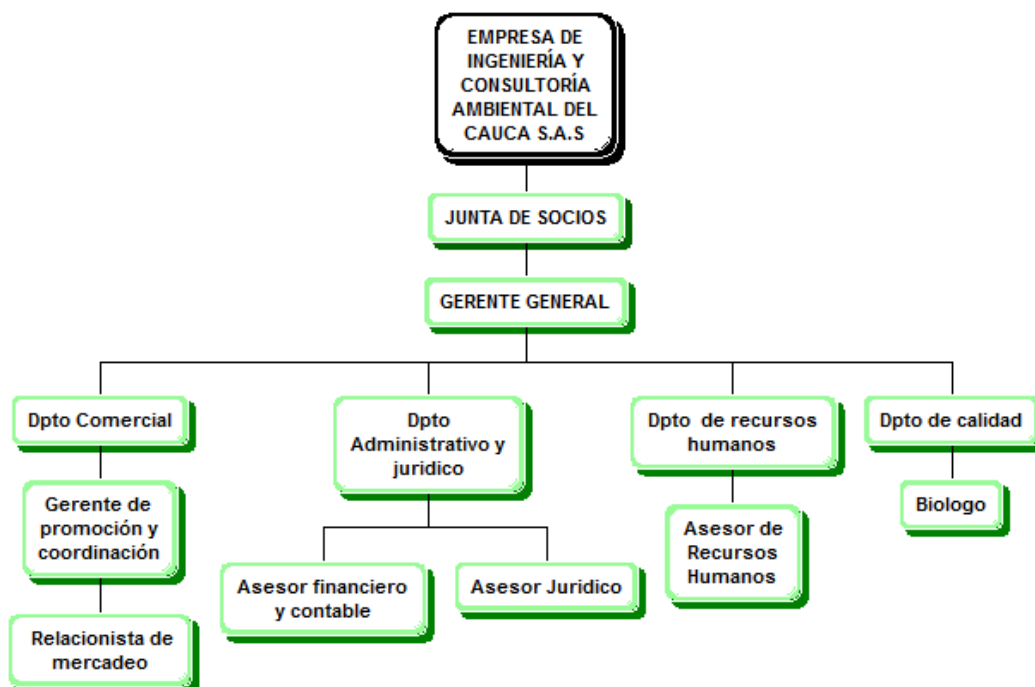 EMPRESA DE
INGENIERÍA Y
CONSULTORÍA
AMBIENTAL DEL
CAUCA S.A.S
JUNTA DE SOCIOS
GERENTE GENERAL
Dpto Comercial
Dpto
Administrativo y
juridico
Dpto de recursos
humanos
Dpto de calidad
Gerente de
promoción y
coordinación
Asesor financiero
y contable
Asesor Juridico
Asesor de
Recursos
Humanos
Biologo
Relacionista de
mercadeo